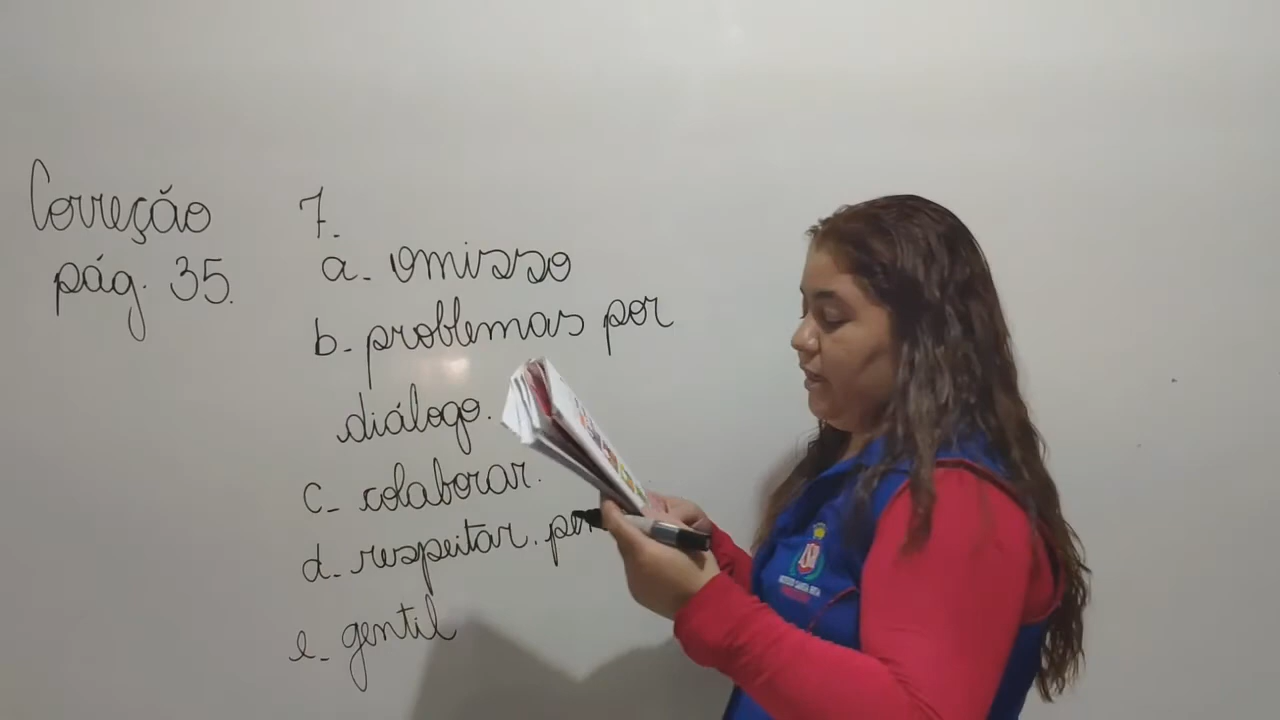 Correção
pág. 35.
7.
a- omisso
b- problemas por
diálogo.
c- colaborar.
d- respeitar.
e- gentil